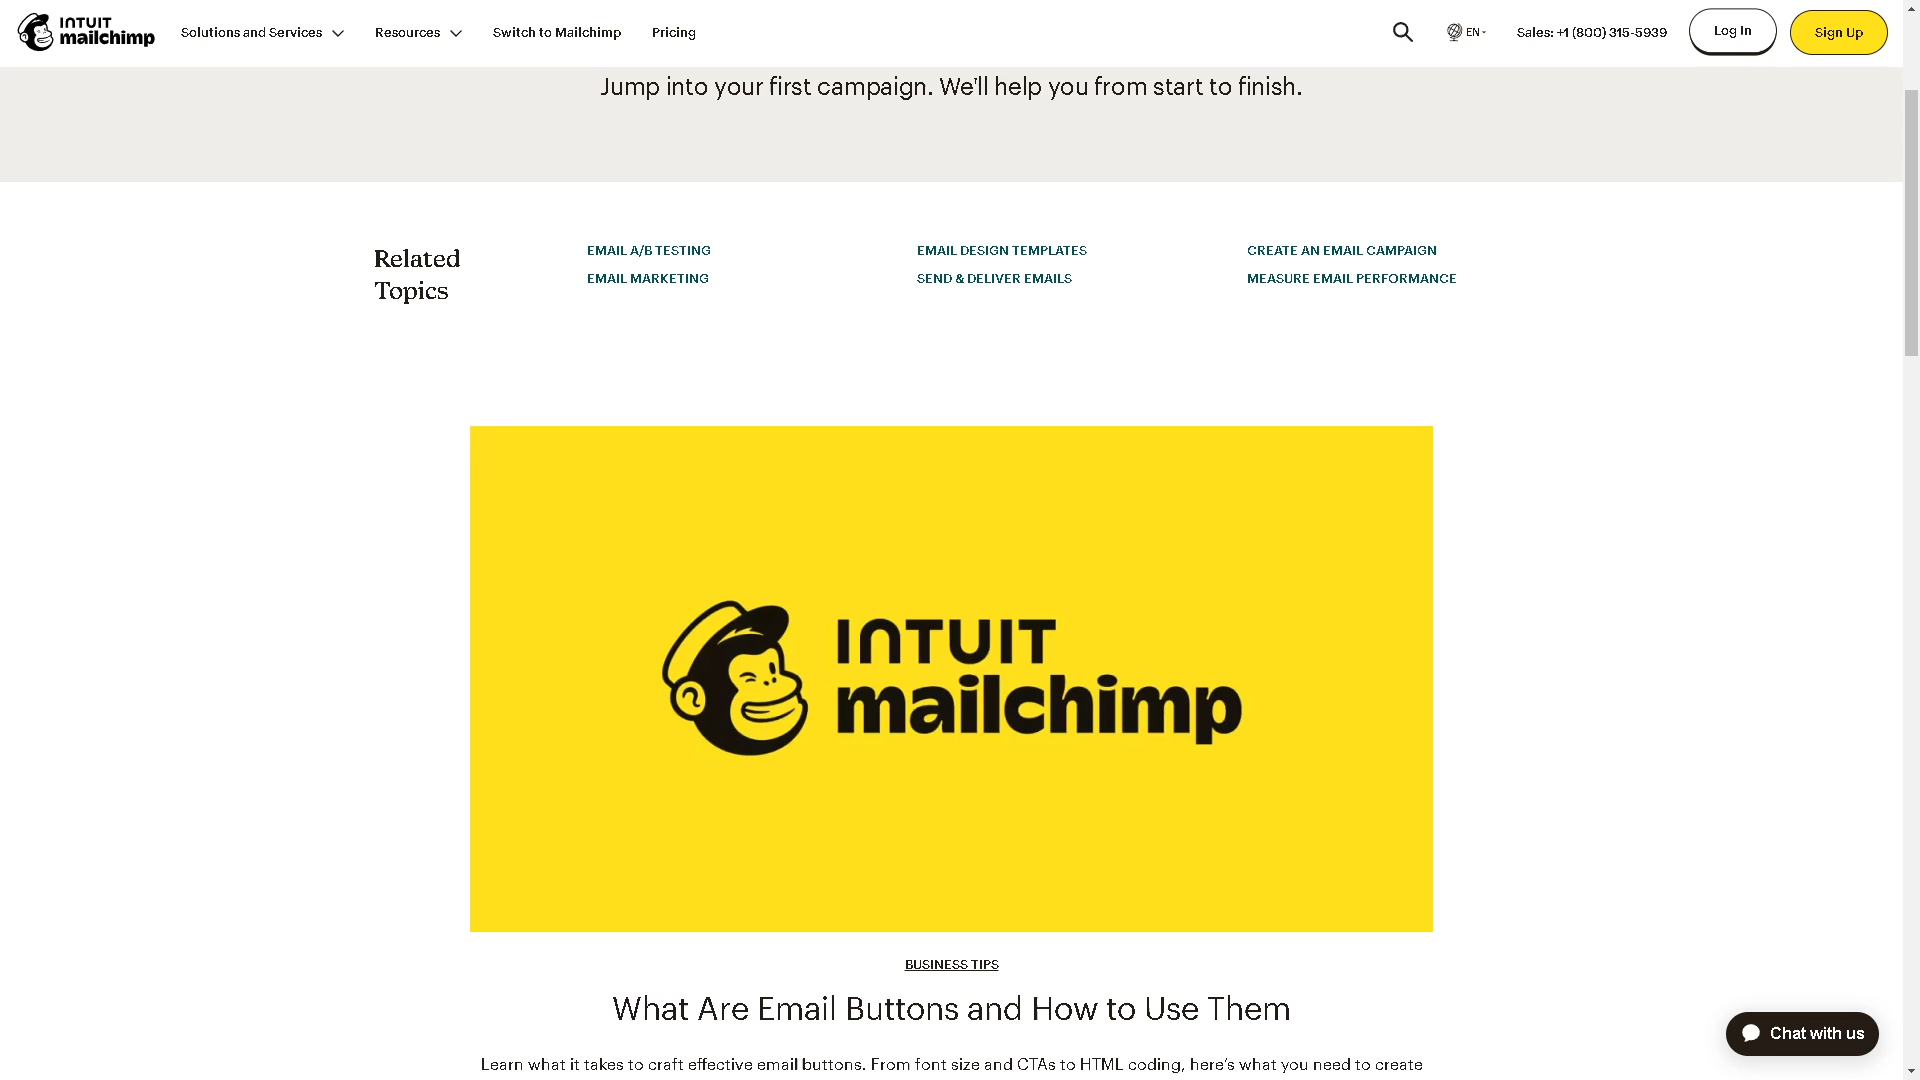 INTUIT
mailchimp
Solutions and Services
Resources
Switch to Mailchimp
Pricing
EN
Sales: +1 (800) 315-5939
Log In
Sign Up
Jump into your first campaign. We'll help you from start to finish.
Related
Topics
EMAIL A/B TESTING
EMAIL DESIGN TEMPLATES
CREATE AN EMAIL CAMPAIGN
EMAIL MARKETING
SEND & DELIVER EMAILS
MEASURE EMAIL PERFORMANCE
INTUIT
mailchimp
BUSINESS TIPS
What Are Email Buttons and How to Use Them
Learn what it takes to craft effective email buttons. From font size and CTAs to HTML coding, here’s what you need to create
Chat with us